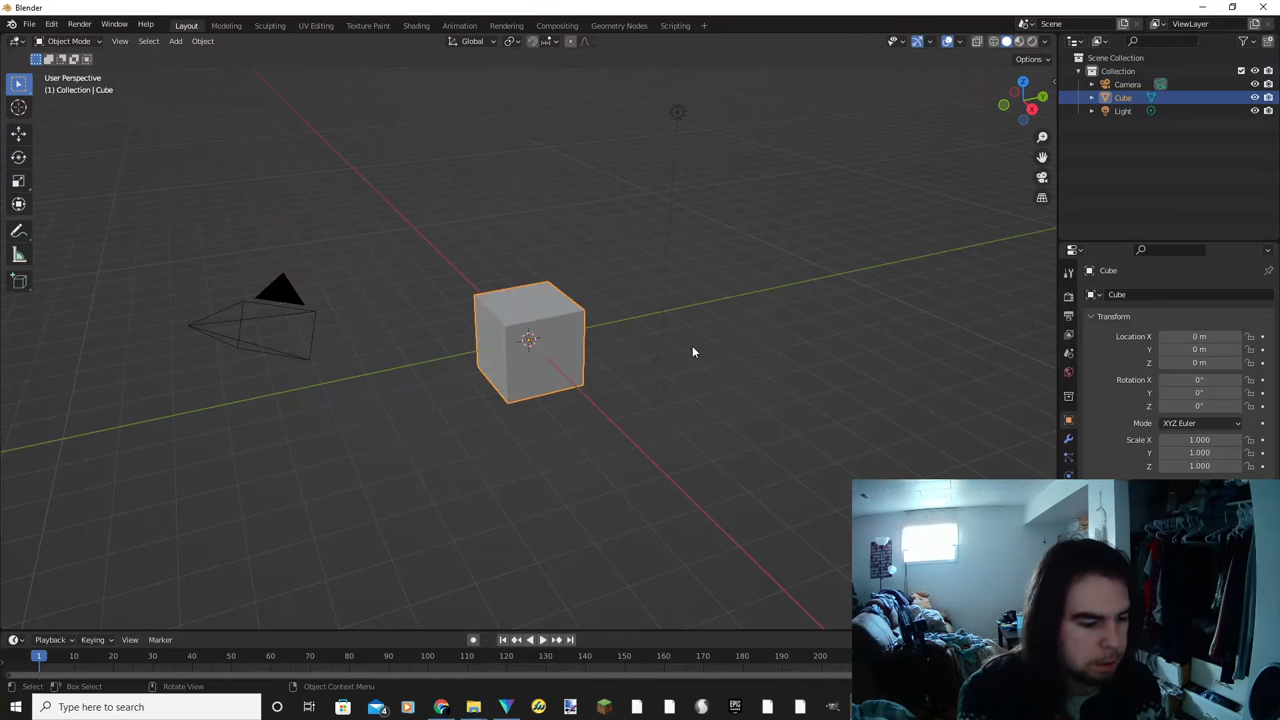 Blender
File Edit Render Window Help Layout Modeling Sculpting UV Editing Texture Paint Shading Animation Rendering Compositing Geometry Nodes Scripting + Scene ViewLayer
Object Mode View Select Add Object Global
Options
User Perspective
(1) Collection | Cube
X
Y
Z
Scene Collection
Collection
Camera
Cube
Light
Cube
Cube
Transform
Location X 0 m
Y 0 m
Z 0 m
Rotation X 0°
Y 0°
Z 0°
Mode XYZ Euler
Scale X 1.000
Y 1.000
Z 1.000
Playback Keying View Marker
1 10 20 30 40 50 60 70 80 90 100 110 120 130 140 150 160 170 180 190 200
Select Box Select Rotate View Object Context Menu
Type here to search